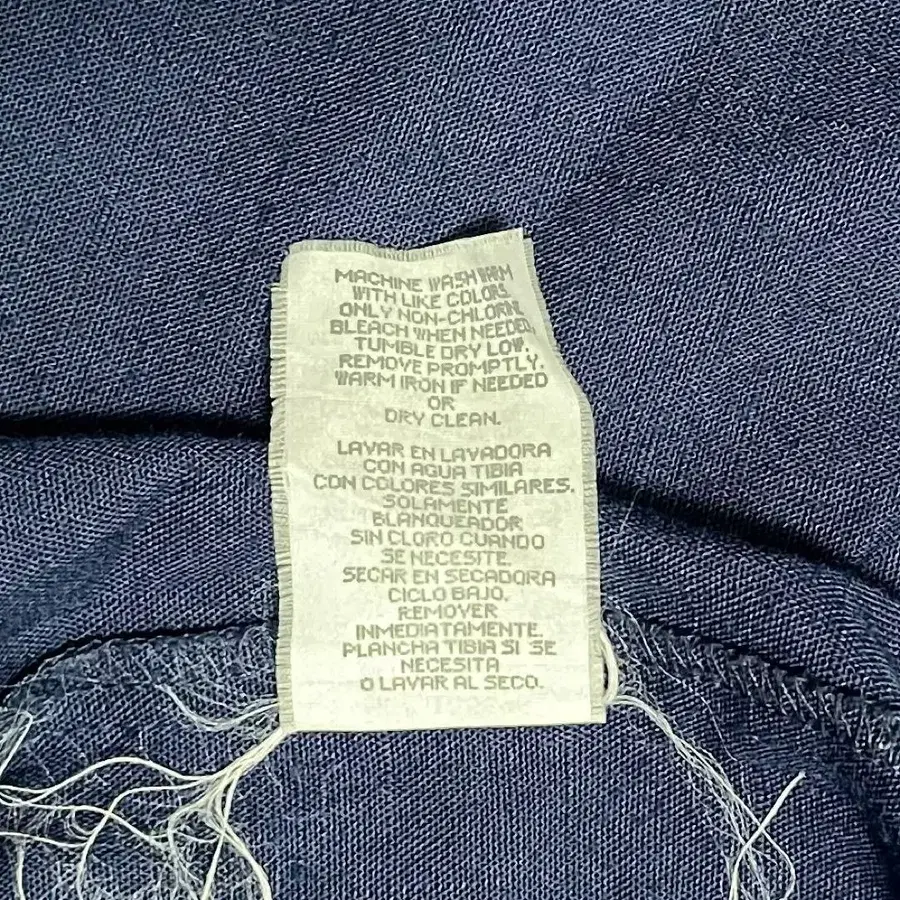 MACHINE WASH WARM
WITH LIKE COLORS.
ONLY NON-CHLORINE
BLEACH WHEN NEEDED.
TUMBLE DRY LOW.
REMOVE PROMPTLY.
WARM IRON IF NEEDED
OR
DRY CLEAN.
LAVAR EN LAVADORA
CON AGUA TIBIA
CON COLORES SIMILARES.
SOLAMENTE
BLANQUEADOR
SIN CLORO CUANDO
SE NECESITE.
SECAR EN SECADORA
CICLO BAJO.
REMOVER
INMEDIATAMENTE.
PLANCHA TIBIA SI SE
NECESITA
O LAVAR AL SECO.